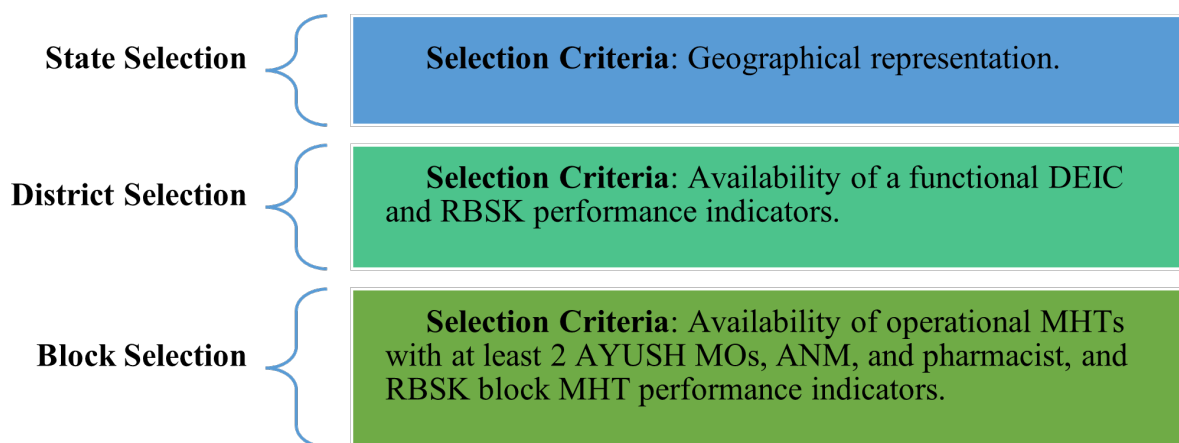 State Selection
Selection Criteria: Geographical representation.
District Selection
Selection Criteria: Availability of a functional DEIC
and RBSK performance indicators.
Block Selection
Selection Criteria: Availability of operational MHTs
with at least 2 AYUSH MOs, ANM, and pharmacist, and
RBSK block MHT performance indicators.